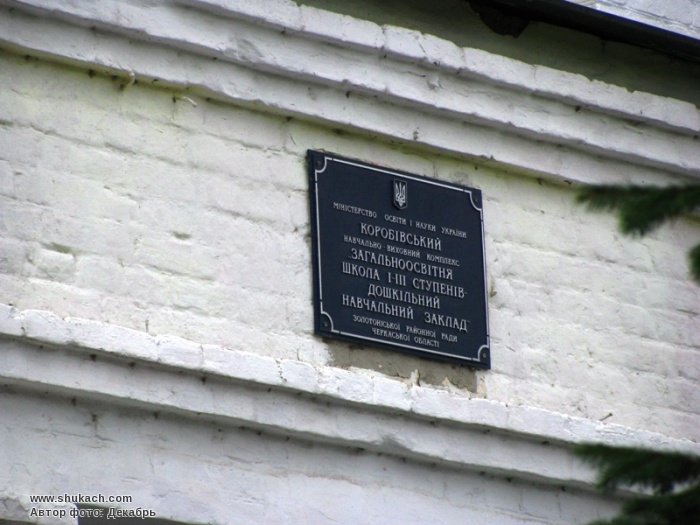 МІНІСТЕРСТВО ОСВІТИ І НАУКИ УКРАЇНИ
КОРОБІВСЬКИЙ
НАВЧАЛЬНО-ВИХОВНИЙ КОМПЛЕКС
"ЗАГАЛЬНООСВІТНЯ
ШКОЛА І-ІІІ СТУПЕНІВ-
ДОШКІЛЬНИЙ
НАВЧАЛЬНИЙ ЗАКЛАД"
ЗОЛОТОНІСЬКОЇ РАЙОННОЇ РАДИ
ЧЕРКАСЬКОЇ ОБЛАСТІ
www.shukach.com
Автор фото: Декабрь